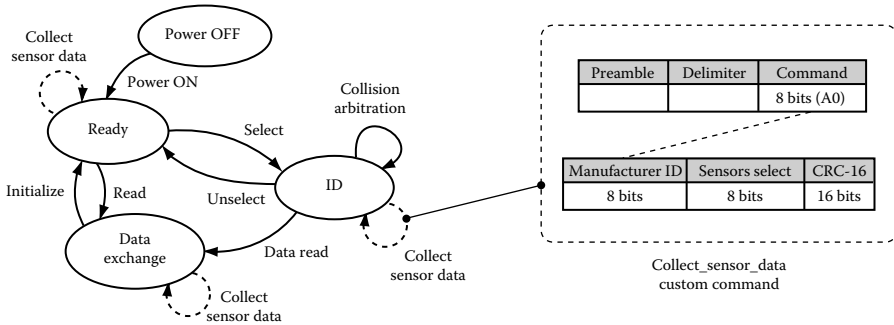 Power OFF
Collect
sensor data
Power ON
Ready
Select
Collision
arbitration
Unselect
ID
Initialize
Read
Data
exchange
Data read
Collect
sensor data
Collect
sensor data
Preamble Delimiter Command
8 bits (A0)
Manufacturer ID Sensors select CRC-16
8 bits 8 bits 16 bits
Collect_sensor_data
custom command